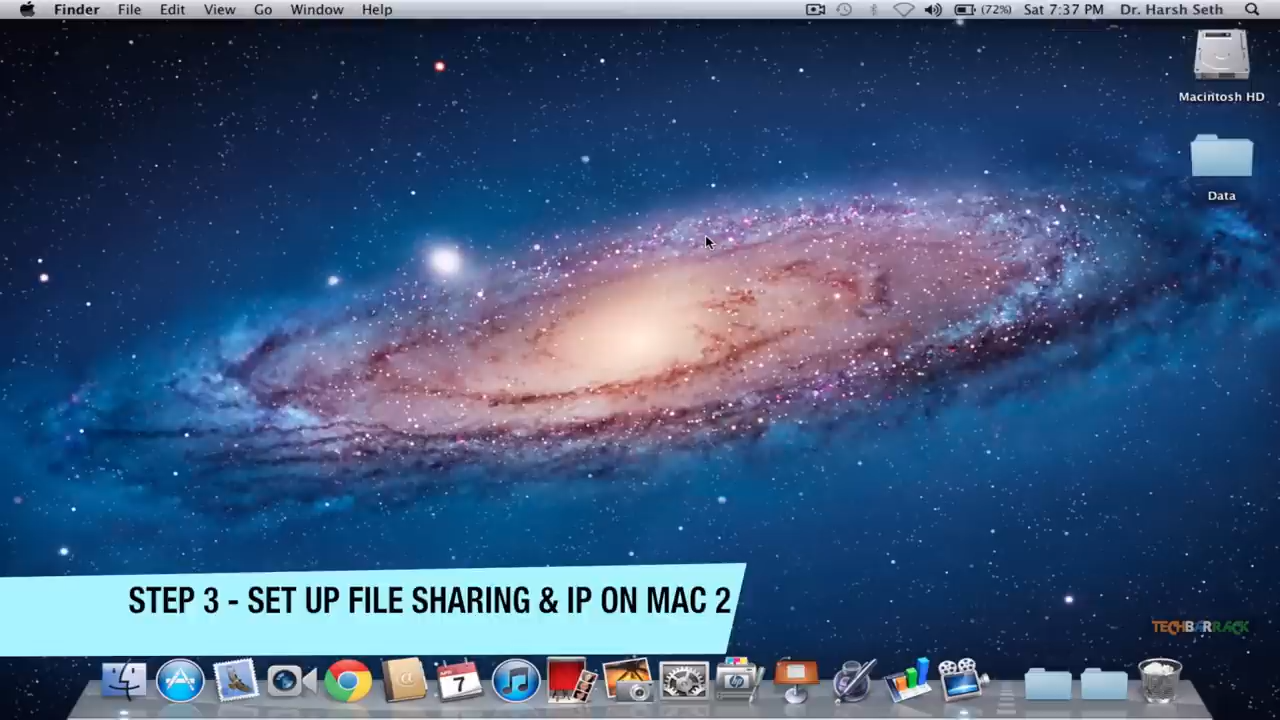 Finder File Edit View Go Window Help (72%) Sat 7:37 PM Dr. Harsh Seth
Macintosh HD
Data
STEP 3 - SET UP FILE SHARING & IP ON MAC 2
TECHBARRACK
7
hp